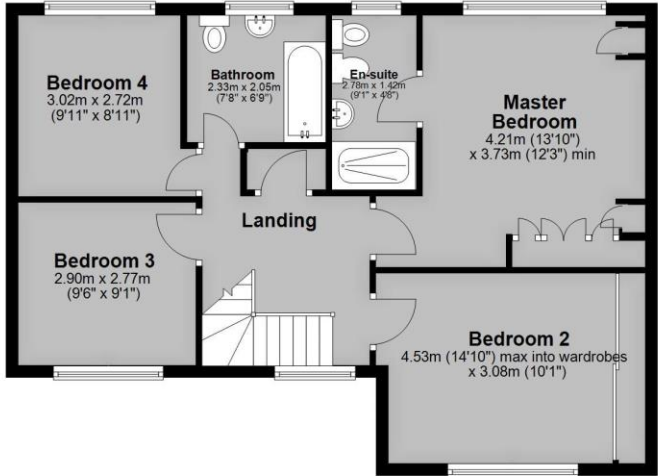 Bedroom 4
3.02m x 2.72m
(9'11" x 8'11")
Bathroom
2.33m x 2.05m
(7'8" x 6'9")
En-suite
2.78m x 1.42m
(9'1" x 4'8")
Master
Bedroom
4.21m (13'10")
x 3.73m (12'3") min
Landing
Bedroom 3
2.90m x 2.77m
(9'6" x 9'1")
Bedroom 2
4.53m (14'10") max into wardrobes
x 3.08m (10'1")